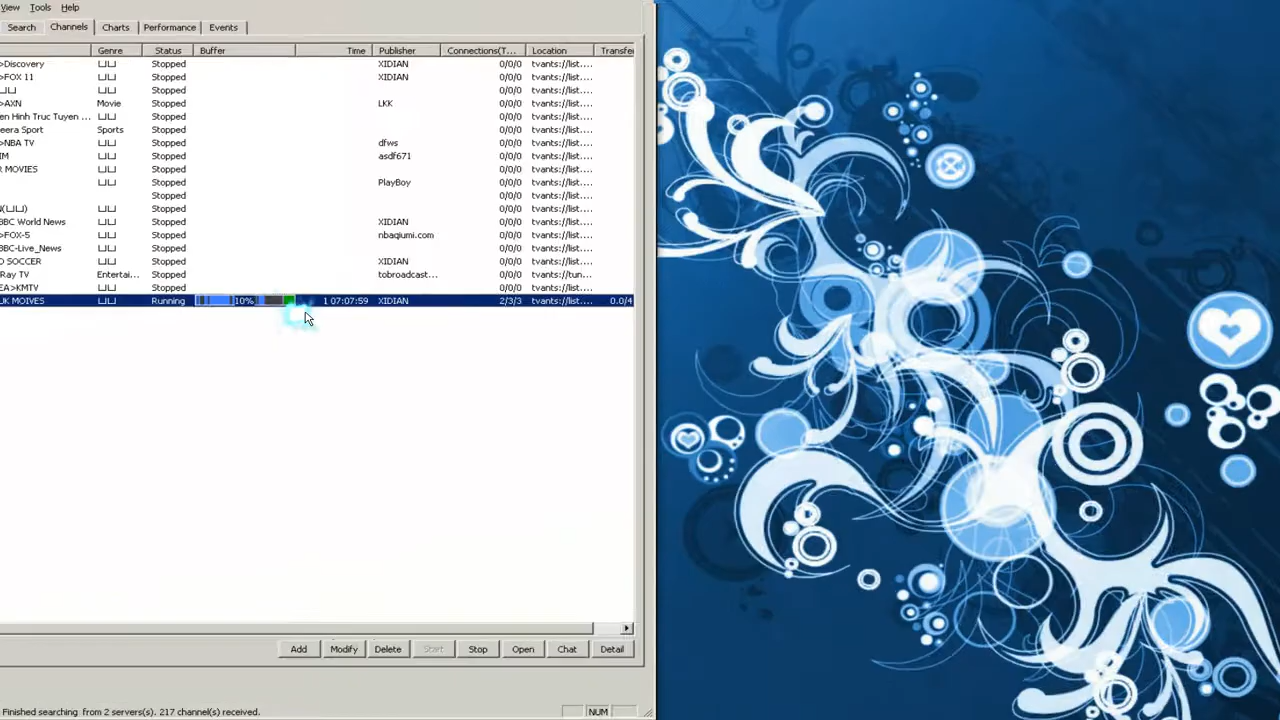 View Tools Help
Search Channels Charts Performance Events
Genre Status Buffer Time Publisher Connections(T... Location Transfe
>Discovery ⊔⊔ Stopped XIDIAN 0/0/0 tvants://list....
>FOX 11 ⊔⊔ Stopped XIDIAN 0/0/0 tvants://list....
⊔⊔ ⊔⊔ Stopped 0/0/0 tvants://list....
>AXN Movie Stopped LKK 0/0/0 tvants://list....
en Hinh Truc Tuyen ... ⊔⊔ Stopped 0/0/0 tvants://list....
eera Sport Sports Stopped 0/0/0 tvants://list....
>NBA TV ⊔⊔ Stopped dfws 0/0/0 tvants://list....
IM ⊔⊔ Stopped asdf671 0/0/0 tvants://list....
R MOVIES ⊔⊔ Stopped 0/0/0 tvants://list....
⊔⊔ Stopped PlayBoy 0/0/0 tvants://list....
⊔⊔ Stopped 0/0/0 tvants://list....
N(⊔⊔) ⊔⊔ Stopped 0/0/0 tvants://list....
BBC World News ⊔⊔ Stopped XIDIAN 0/0/0 tvants://list....
>FOX-5 ⊔⊔ Stopped nbaqiumi.com 0/0/0 tvants://list....
BBC-Live_News ⊔⊔ Stopped 0/0/0 tvants://list....
O SOCCER ⊔⊔ Stopped XIDIAN 0/0/0 tvants://list....
Ray TV Entertai... Stopped tobroadcast... 0/0/0 tvants://tun....
EA>KMTV ⊔⊔ Stopped 0/0/0 tvants://list....
UK MOIVES ⊔⊔ Running 10% 1 07:07:59 XIDIAN 2/3/3 tvants://list.... 0.0/4
Add Modify Delete Start Stop Open Chat Detail
Finished searching from 2 servers(s). 217 channel(s) received. NUM